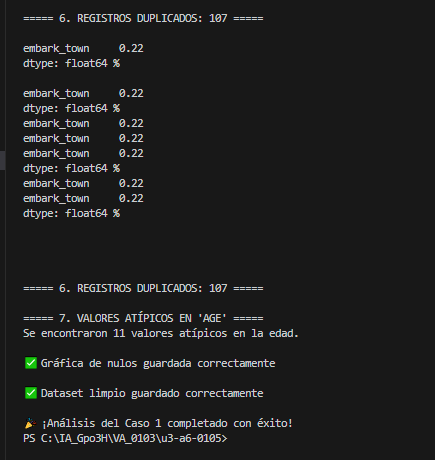 ===== 6. REGISTROS DUPLICADOS: 107 =====
embark_town     0.22
dtype: float64 %
embark_town     0.22
dtype: float64 %
embark_town     0.22
embark_town     0.22
embark_town     0.22
dtype: float64 %
embark_town     0.22
embark_town     0.22
dtype: float64 %
===== 6. REGISTROS DUPLICADOS: 107 =====
===== 7. VALORES ATÍPICOS EN 'AGE' =====
Se encontraron 11 valores atípicos en la edad.
✅ Gráfica de nulos guardada correctamente
✅ Dataset limpio guardado correctamente
🎉 ¡Análisis del Caso 1 completado con éxito!
PS C:\IA_Gpo3H\VA_0103\u3-a6-0105>